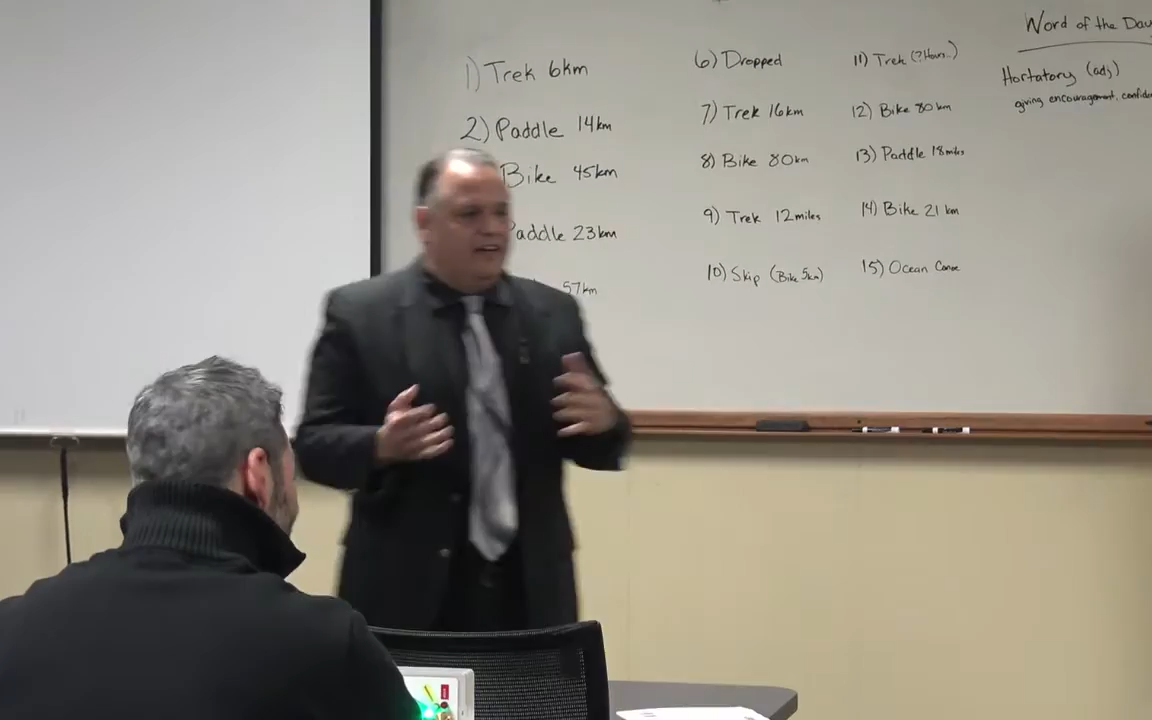 1) Trek 6km
2) Paddle 14km
Bike 45km
Paddle 23km
57km
6) Dropped
7) Trek 16km
8) Bike 80km
9) Trek 12miles
10) Skip (Bike 5km)
11) Trek (?Hours..)
12) Bike 80km
13) Paddle 18miles
14) Bike 21km
15) Ocean Canoe
Word of the Day
Hortatory (adj)
giving encouragement,